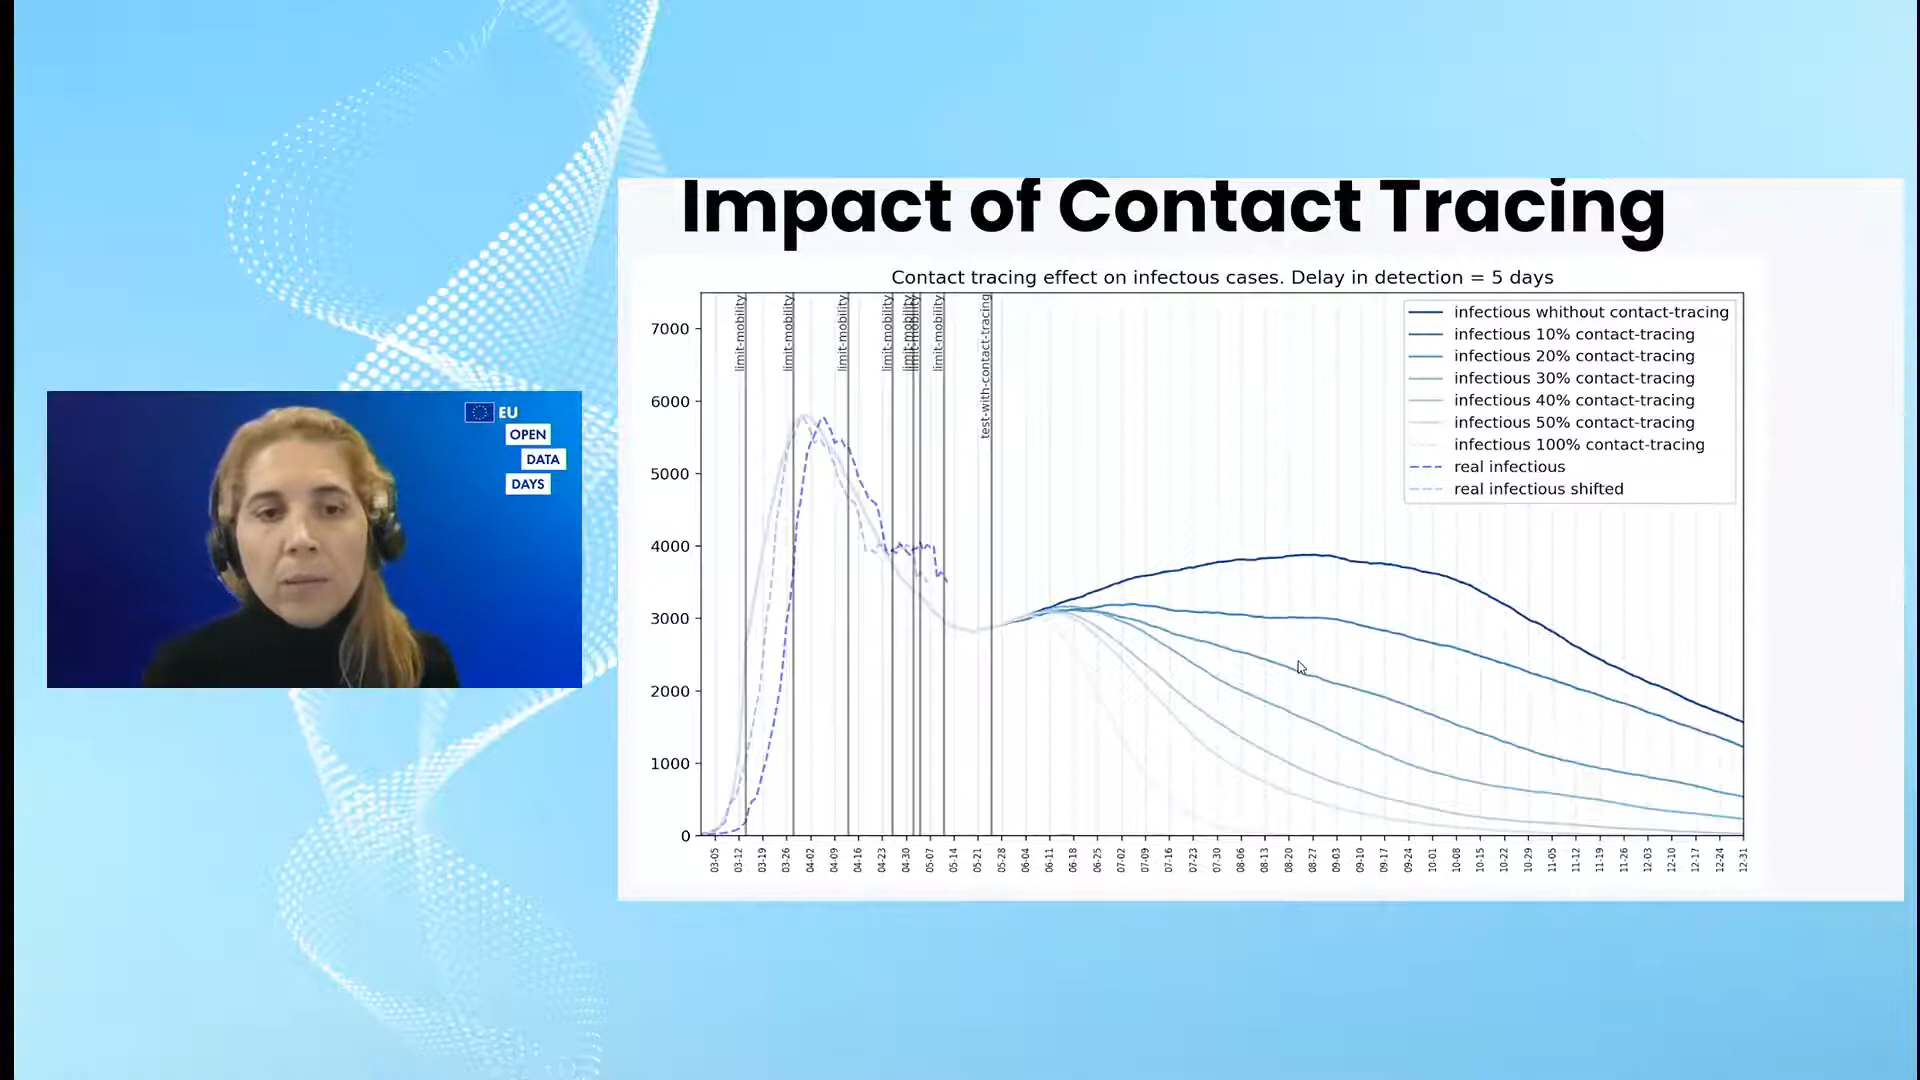 Impact of Contact Tracing
Contact tracing effect on infectous cases. Delay in detection = 5 days
EU
OPEN
DATA
DAYS
7000
6000
5000
4000
3000
2000
1000
0
limit-mobility
limit-mobility
limit-mobility
limit-mobility
limit-mobility
limit-mobility
limit-mobility
test-with-contact-tracing
infectious whithout contact-tracing
infectious 10% contact-tracing
infectious 20% contact-tracing
infectious 30% contact-tracing
infectious 40% contact-tracing
infectious 50% contact-tracing
infectious 100% contact-tracing
real infectious
real infectious shifted
03-05
03-12
03-19
03-26
04-02
04-09
04-16
04-23
04-30
05-07
05-14
05-21
05-28
06-04
06-11
06-18
06-25
07-02
07-09
07-16
07-23
07-30
08-06
08-13
08-20
08-27
09-03
09-10
09-17
09-24
10-01
10-08
10-15
10-22
10-29
11-05
11-12
11-19
11-26
12-03
12-10
12-17
12-24
12-31